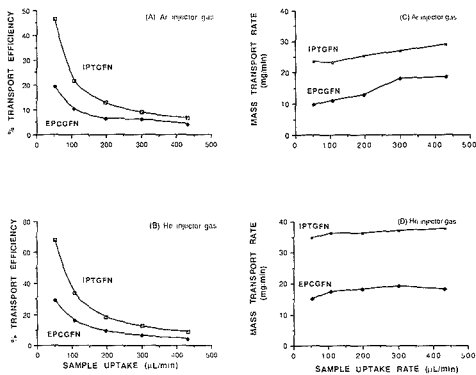 (A) Ar injector gas
% TRANSPORT EFFICIENCY
50
40
30
20
10
0
IPTGFN
EPCGFN
0 100 200 300 400 500
(C) Ar injector gas
MASS TRANSPORT RATE
(mg/min)
40
30
20
10
0
IPTGFN
EPCGFN
0 100 200 300 400 500
(B) He injector gas
% TRANSPORT EFFICIENCY
80
60
40
20
0
IPTGFN
EPCGFN
0 100 200 300 400 500
SAMPLE UPTAKE (µL/min)
(D) He injector gas
MASS TRANSPORT RATE
(mg/min)
40
30
20
10
0
IPTGFN
EPCGFN
0 100 200 300 400 500
SAMPLE UPTAKE RATE (µL/min)